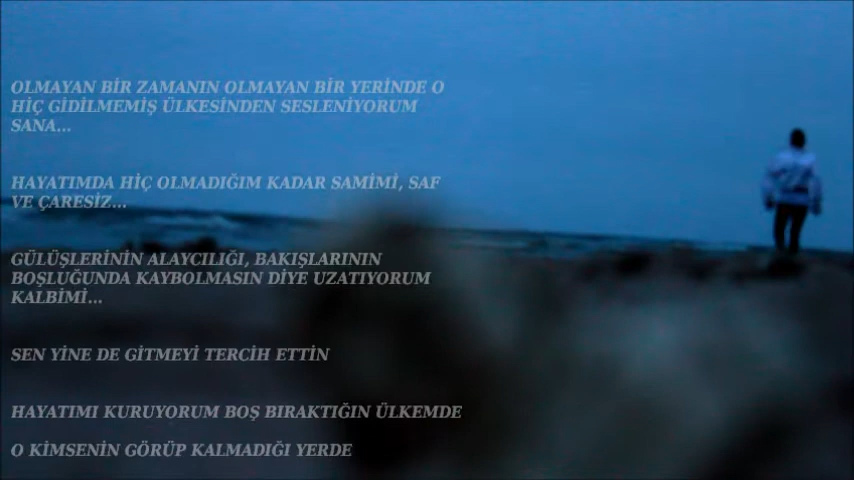 OLMAYAN BİR ZAMANIN OLMAYAN BİR YERİNDE O
HİÇ GİDİLMEMİŞ ÜLKESİNDEN SESLENİYORUM
SANA...
HAYATIMDA HİÇ OLMADIĞIM KADAR SAMİMİ, SAF
VE ÇARESİZ...
GÜLÜŞLERİNİN ALAYCILIĞI, BAKIŞLARININ
BOŞLUĞUNDA KAYBOLMASIN DİYE UZATIYORUM
KALBİMİ...
SEN YİNE DE GİTMEYİ TERCİH ETTİN
HAYATIMI KURUYORUM BOŞ BIRAKTIĞIN ÜLKEMDE
O KİMSENİN GÖRÜP KALMADIĞI YERDE